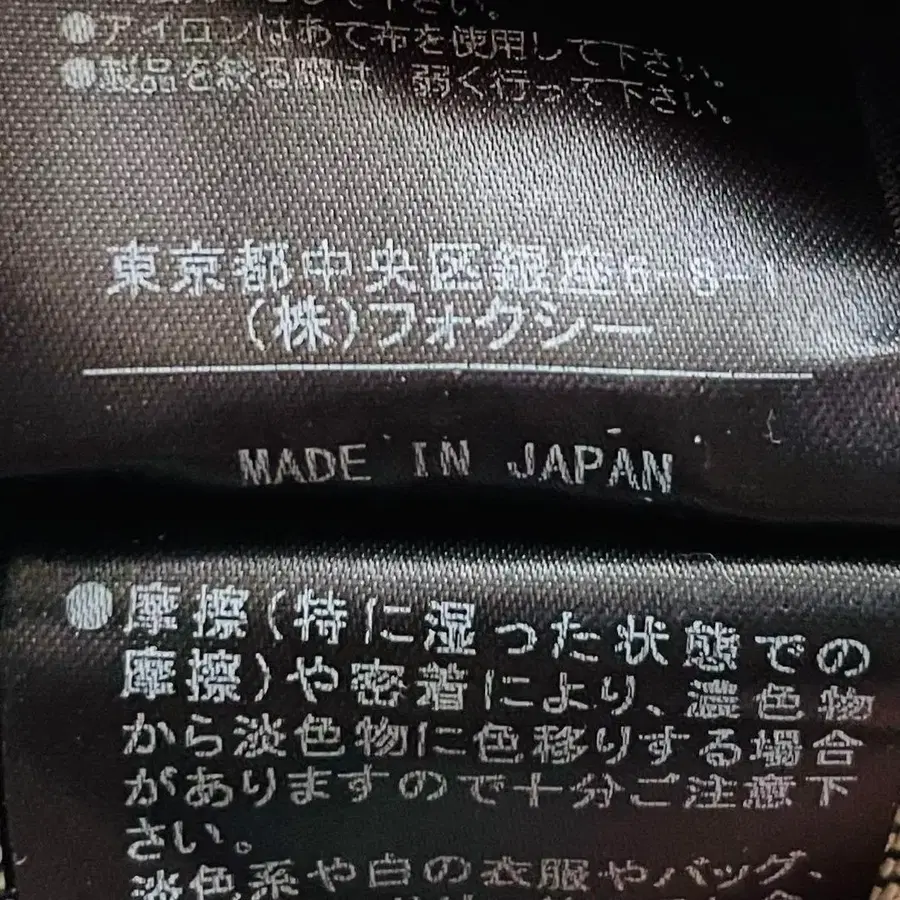 ●アイロンはあて布を使用して下さい。
●製品を絞る際は、弱く行って下さい。
東京都中央区銀座6-8-1
(株)フォクシー
MADE IN JAPAN
●摩擦(特に湿った状態での
摩擦)や密着により、濃色物
から淡色物に色移りする場合
がありますので十分ご注意下
さい。
淡色系や白の衣服やバッグ、